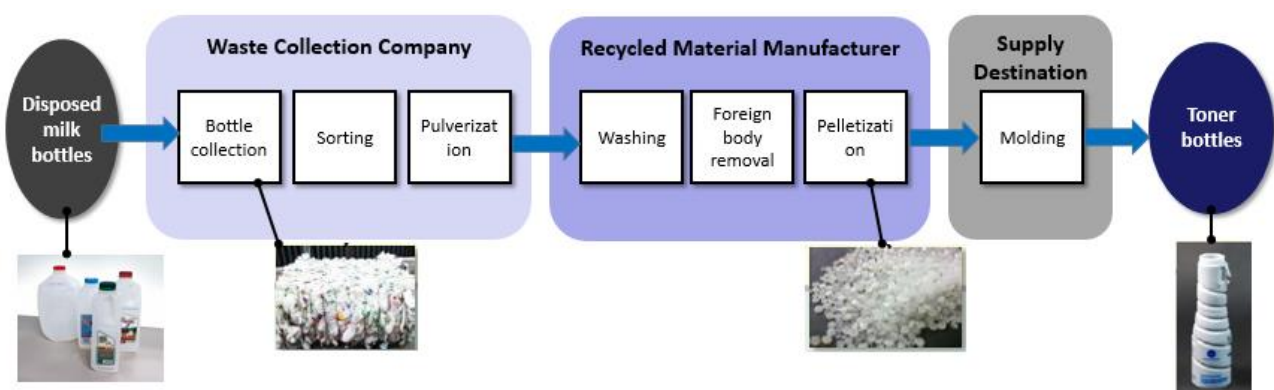 Waste Collection Company
Recycled Material Manufacturer
Supply
Destination
Disposed
milk
bottles
Bottle
collection
Sorting
Pulverizat
ion
Washing
Foreign
body
removal
Pelletizati
on
Molding
Toner
bottles